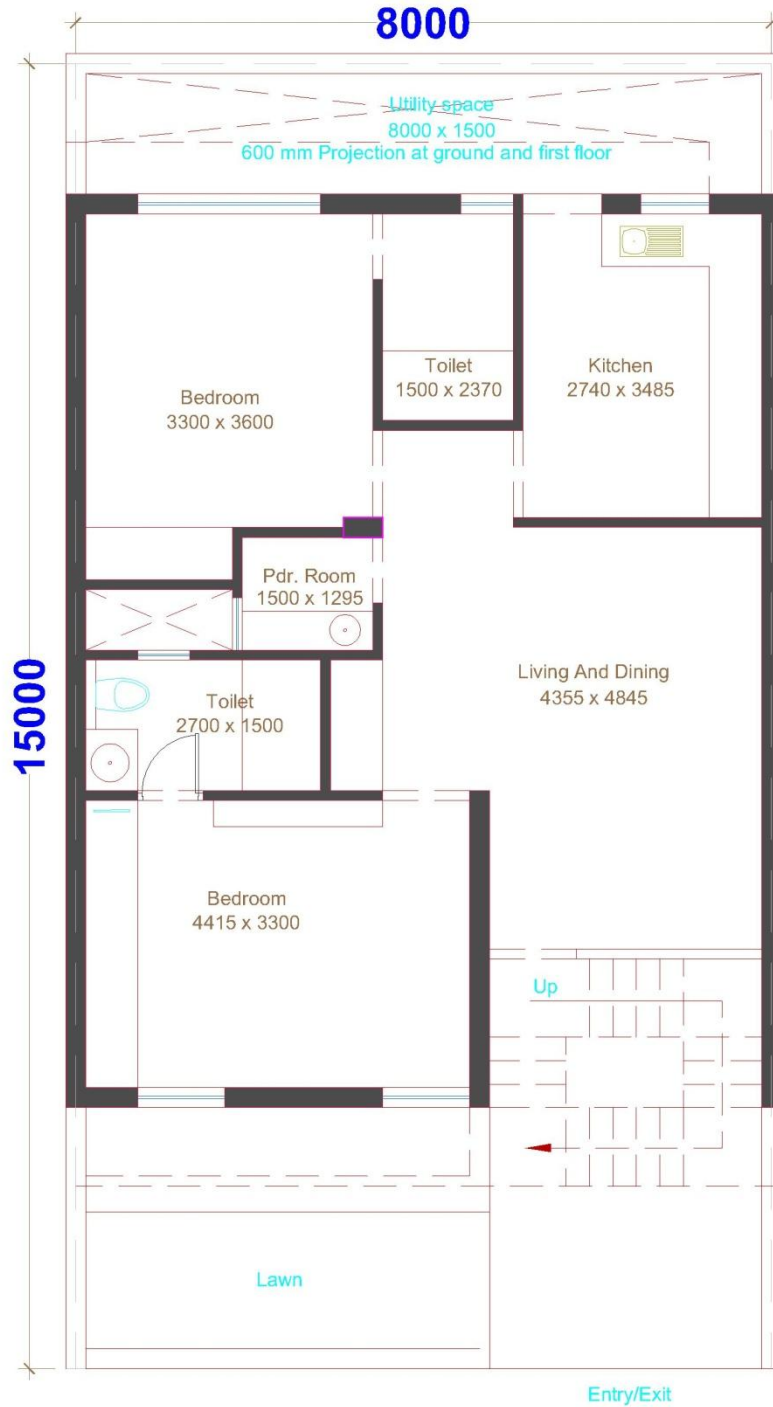 8000
Utility space
8000 x 1500
600 mm Projection at ground and first floor
Toilet
1500 x 2370
Kitchen
2740 x 3485
Bedroom
3300 x 3600
Pdr. Room
1500 x 1295
Living And Dining
4355 x 4845
15000
Toilet
2700 x 1500
Bedroom
4415 x 3300
Up
Lawn
Entry/Exit